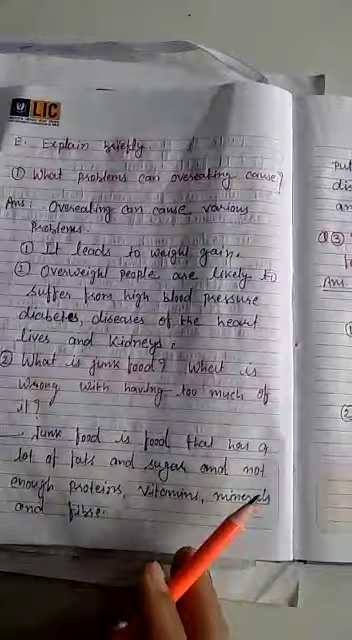 LIC
E. Explain briefly.
① What problems can overeating cause?
Ans: Overeating can cause various
problems.
① It leads to weight gain.
② Overweight people are likely to
suffer from high blood pressure
diabetes, diseases of the heart
lives and kidneys.
② What is junk food? What is
wrong with having too much of
it?
Junk food is food that has a
lot of fats and sugar and not
enough proteins, vitamins, minerals
and fibre.
Put
Ans